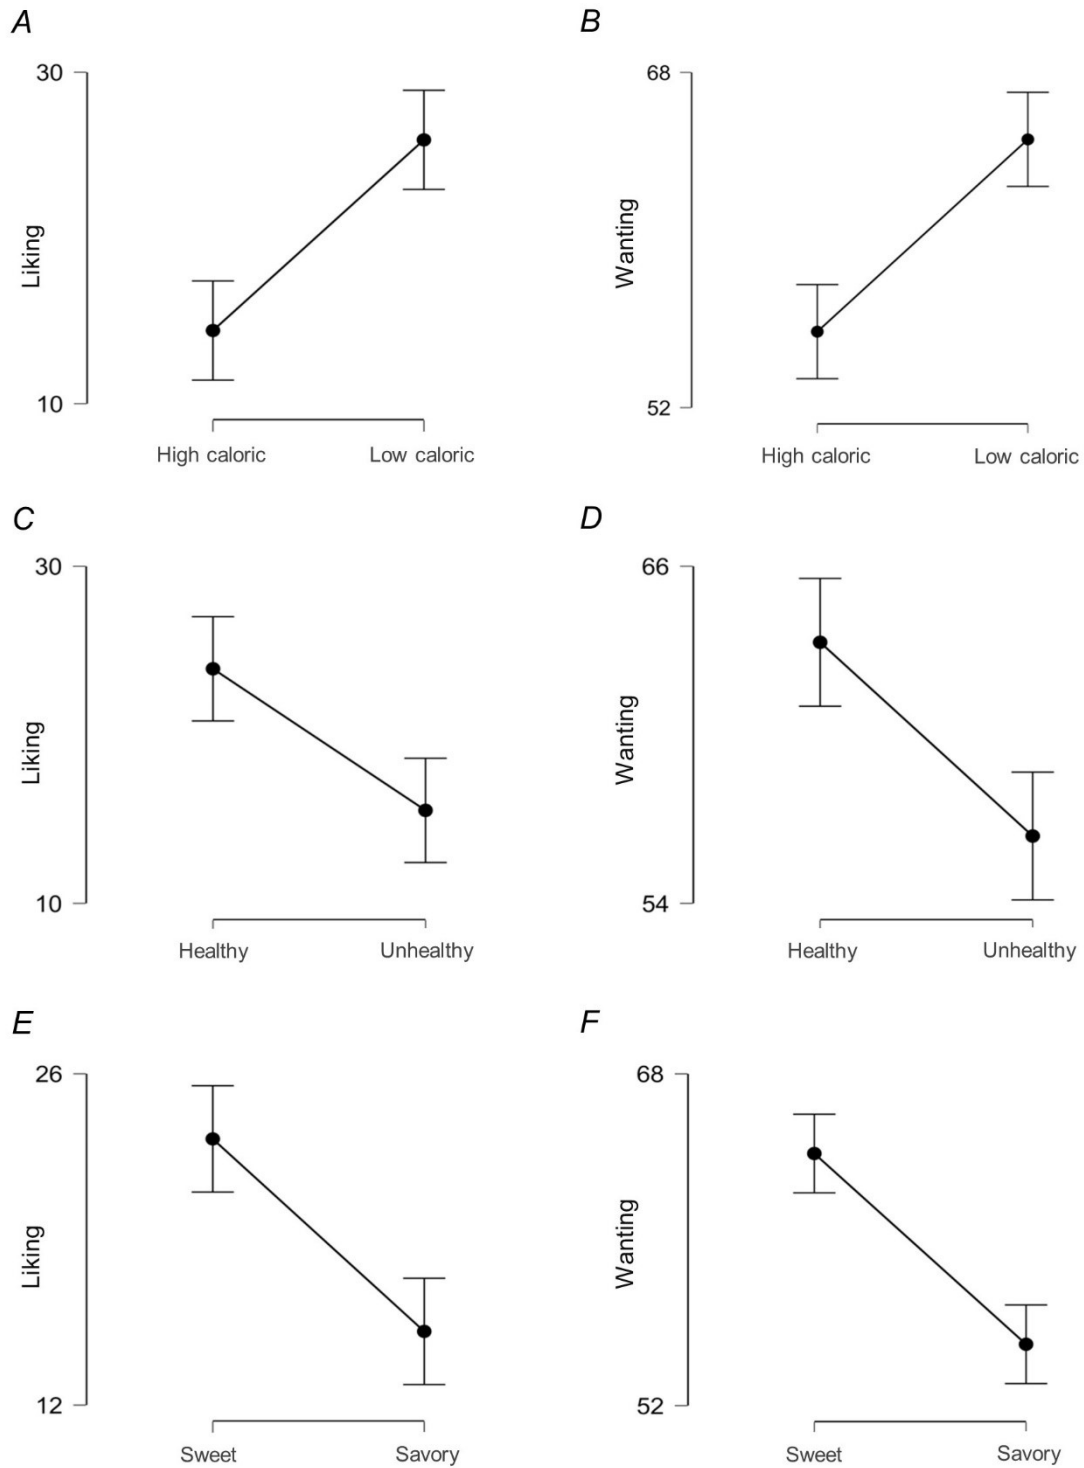 A
B
30
68
Liking
Wanting
10
52
High caloric
Low caloric
High caloric
Low caloric
C
D
30
66
Liking
Wanting
10
54
Healthy
Unhealthy
Healthy
Unhealthy
E
F
26
68
Liking
Wanting
12
52
Sweet
Savory
Sweet
Savory